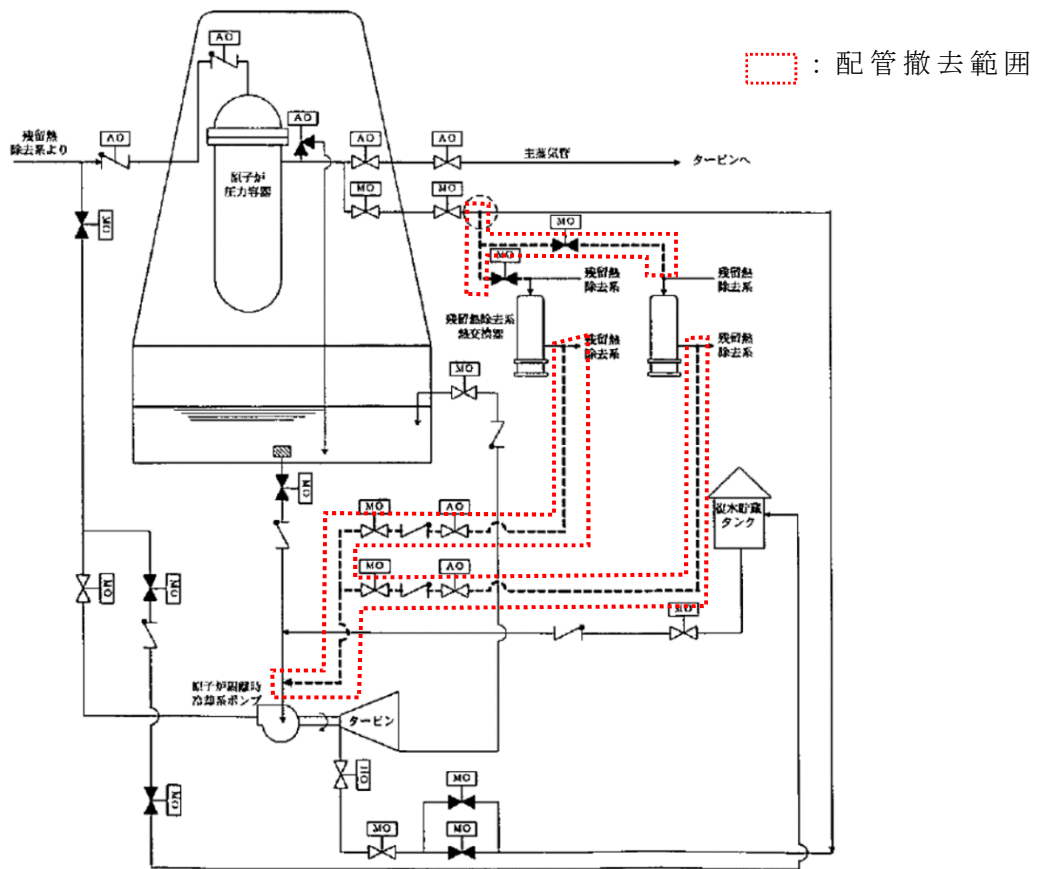 ：配管撤去範囲
AO
AO
AO
AO
AO
残留熱
除去系より
主蒸気管
タービンへ
原子炉
圧力容器
MO
MO
MO
MO
MO
残留熱
除去系
残留熱
除去系
残留熱除去系
熱交換器
残留熱
除去系
残留熱
除去系
MO
MO
復水貯蔵
タンク
MO
AO
MO
AO
MO
MO
MO
原子炉隔離時
冷却系ポンプ
タービン
MO
MO
MO
MO
MO